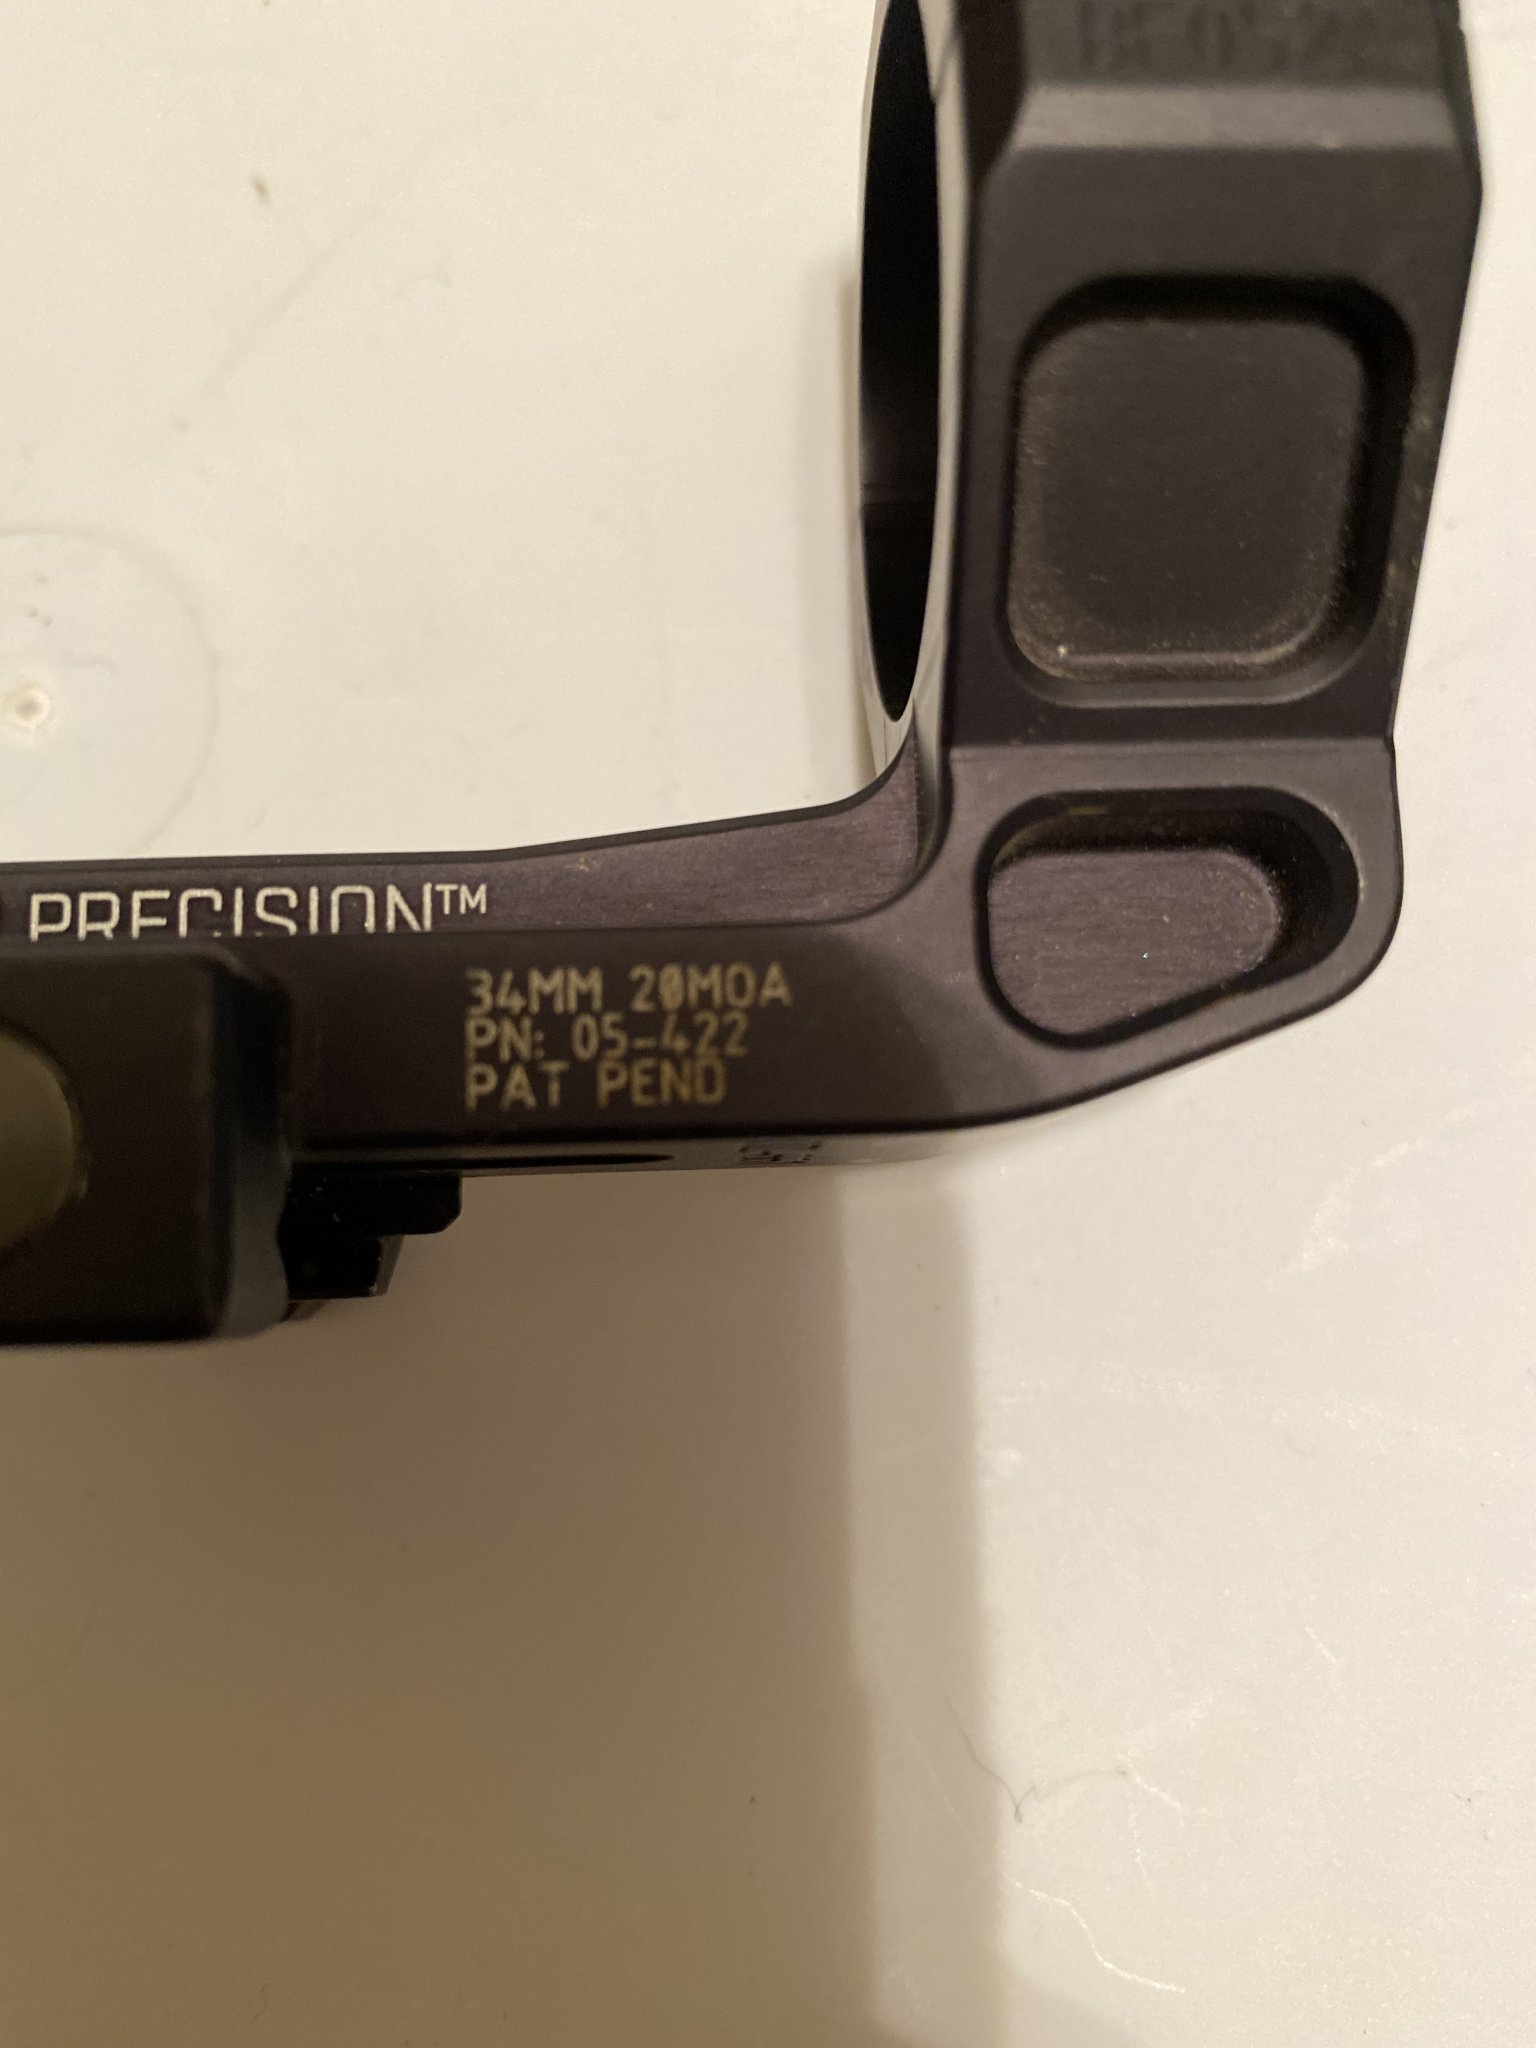 PRECISION™
34MM 20MOA
PN: 05-422
PAT PEND